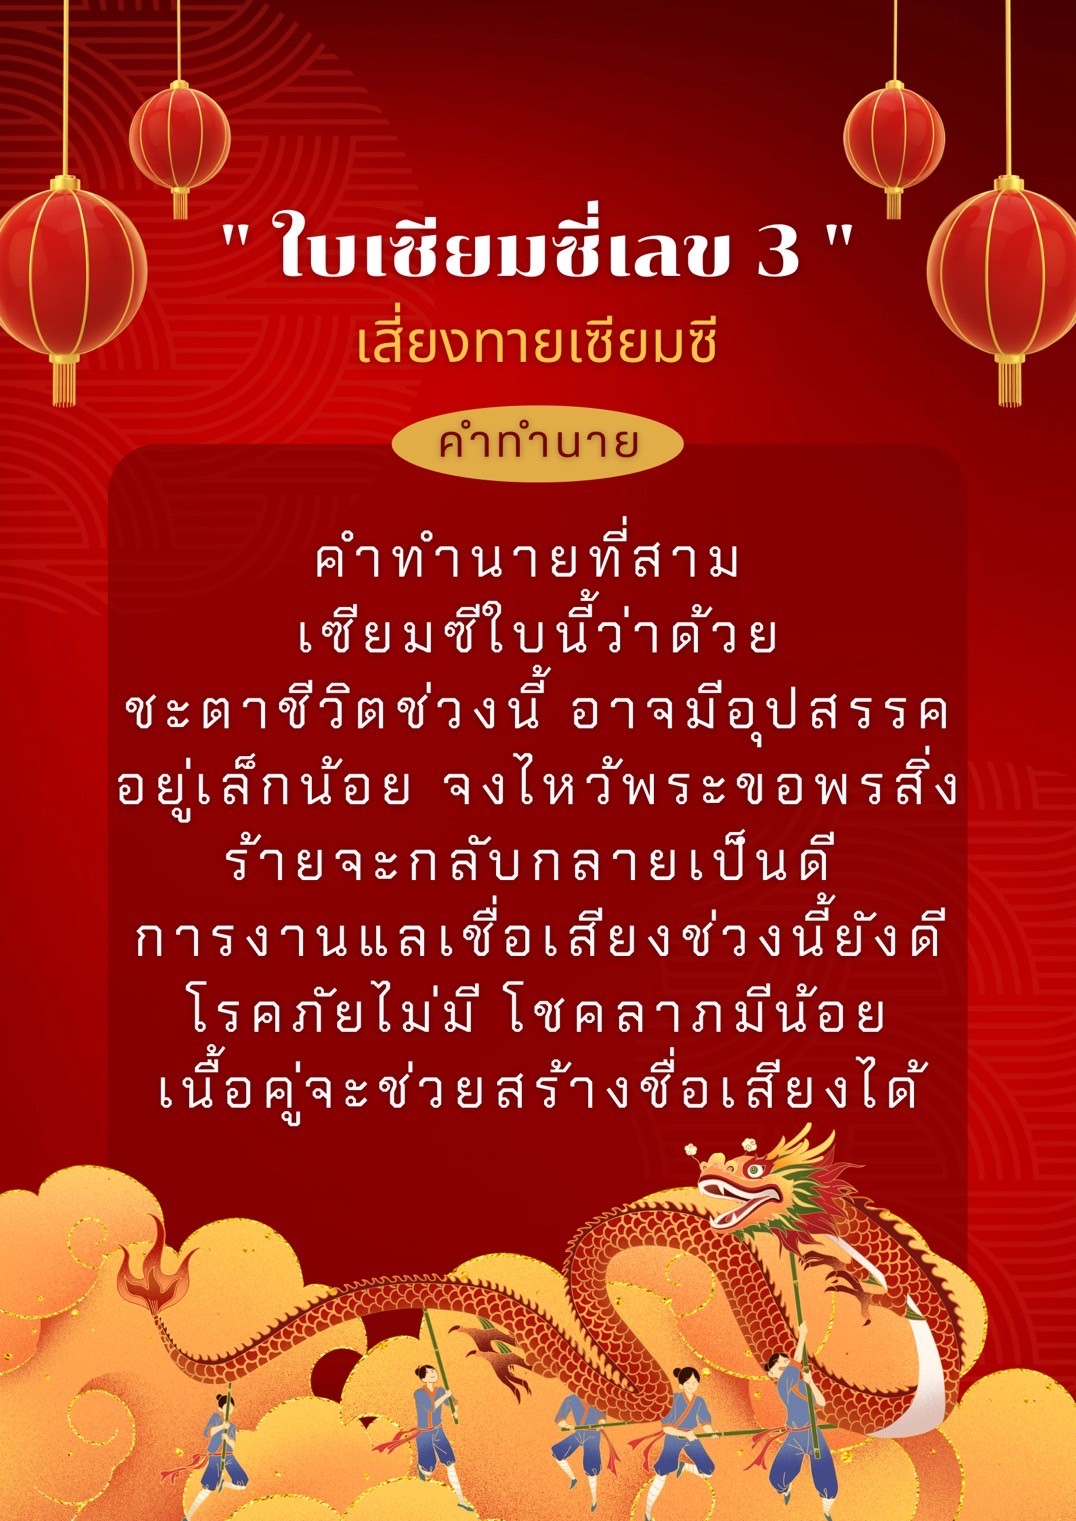 " ใบเซียมซี่เลข 3 "
เสี่ยงทายเซียมซี
คำทำนาย
คำทำนายที่สาม
เซียมซีใบนี้ว่าด้วย
ชะตาชีวิตช่วงนี้ อาจมีอุปสรรค
อยู่เล็กน้อย จงไหว้พระขอพรสิ่ง
ร้ายจะกลับกลายเป็นดี
การงานแลเชื่อเสียงช่วงนี้ยังดี
โรคภัยไม่มี โชคลาภมีน้อย
เนื้อคู่จะช่วยสร้างชื่อเสียงได้